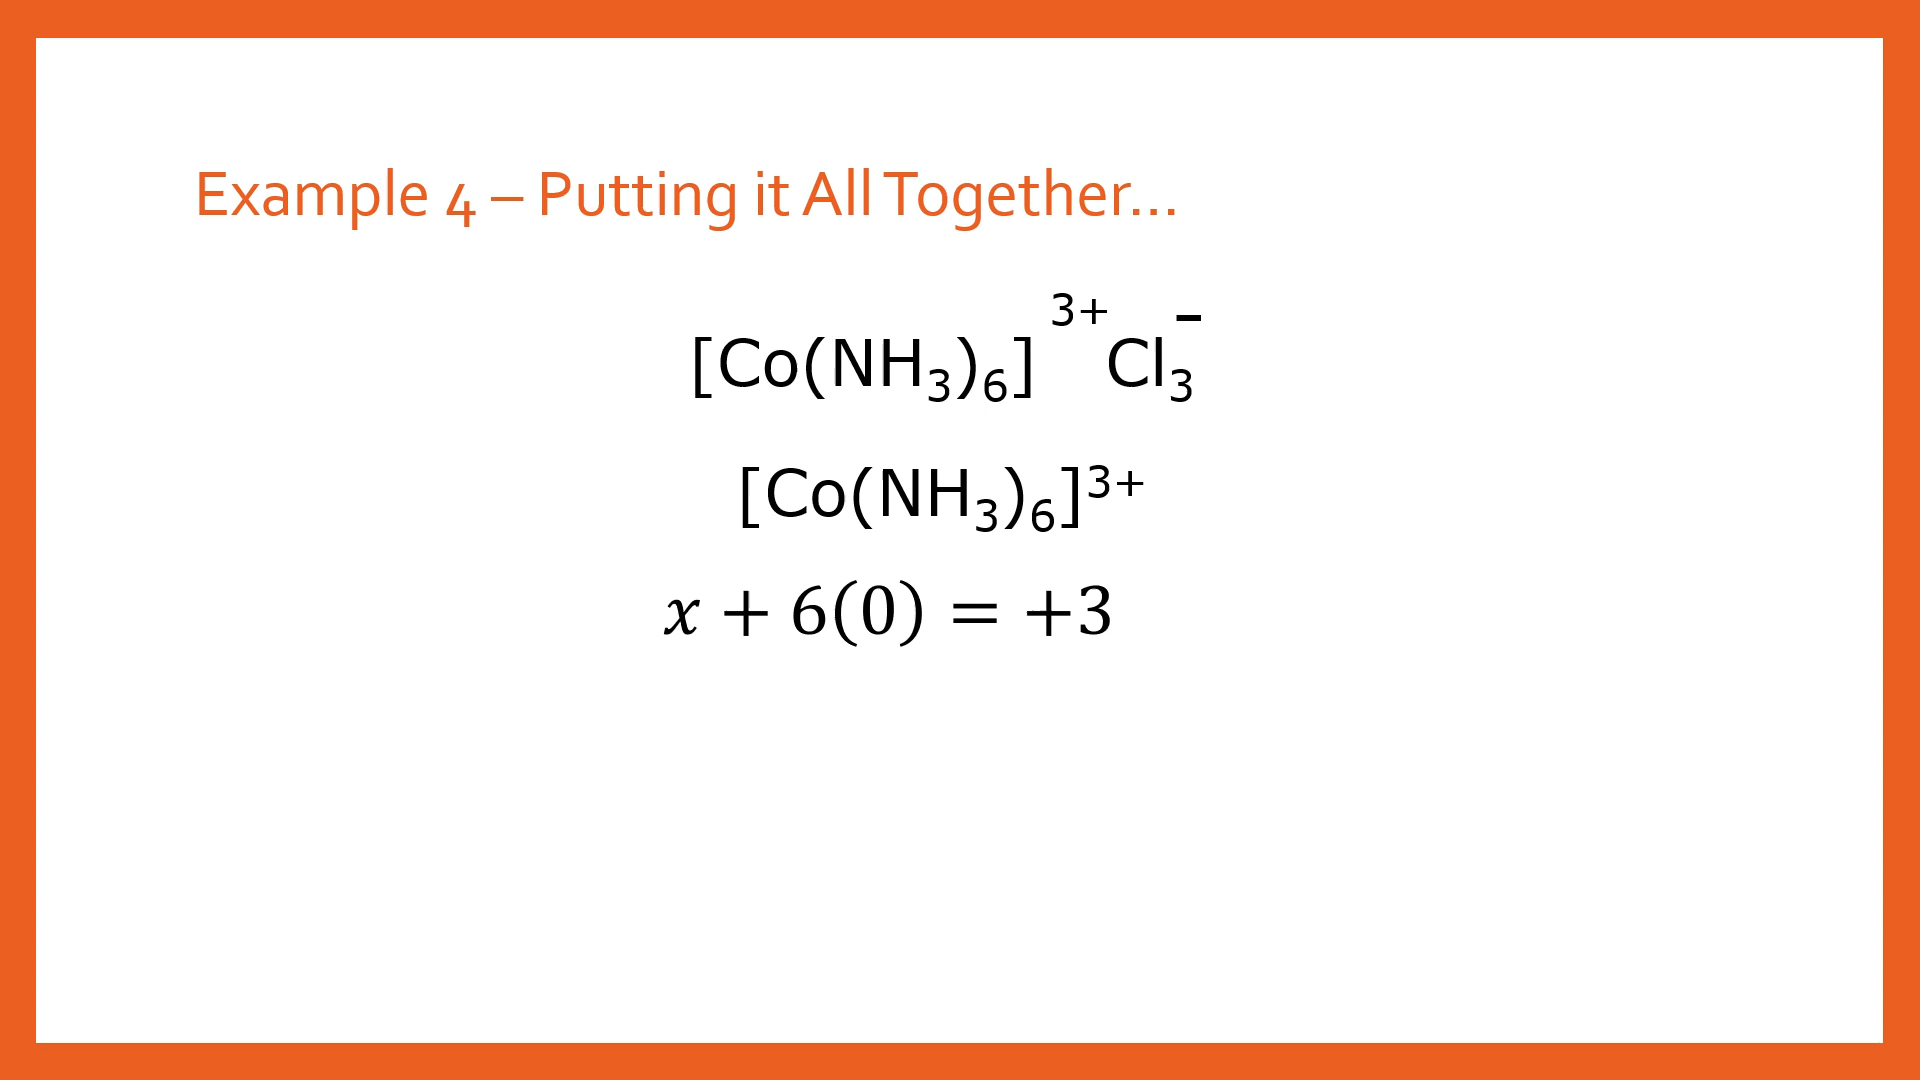 Example 4 – Putting it All Together…
[Co(NH₃)₆]³⁺Cl₃⁻
[Co(NH₃)₆]³⁺
x + 6(0) = +3